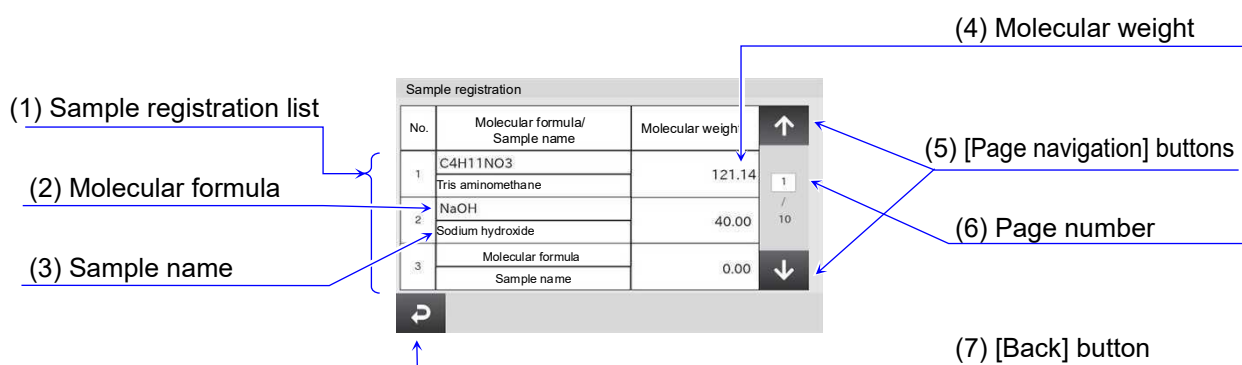 (4) Molecular weight
Sample registration
(1) Sample registration list
No.
Molecular formula/
Sample name
Molecular weight
(5) [Page navigation] buttons
1
C4H11NO3
Tris aminomethane
121.14
1
/
10
(2) Molecular formula
2
NaOH
Sodium hydroxide
40.00
(6) Page number
(3) Sample name
3
Molecular formula
Sample name
0.00
(7) [Back] button